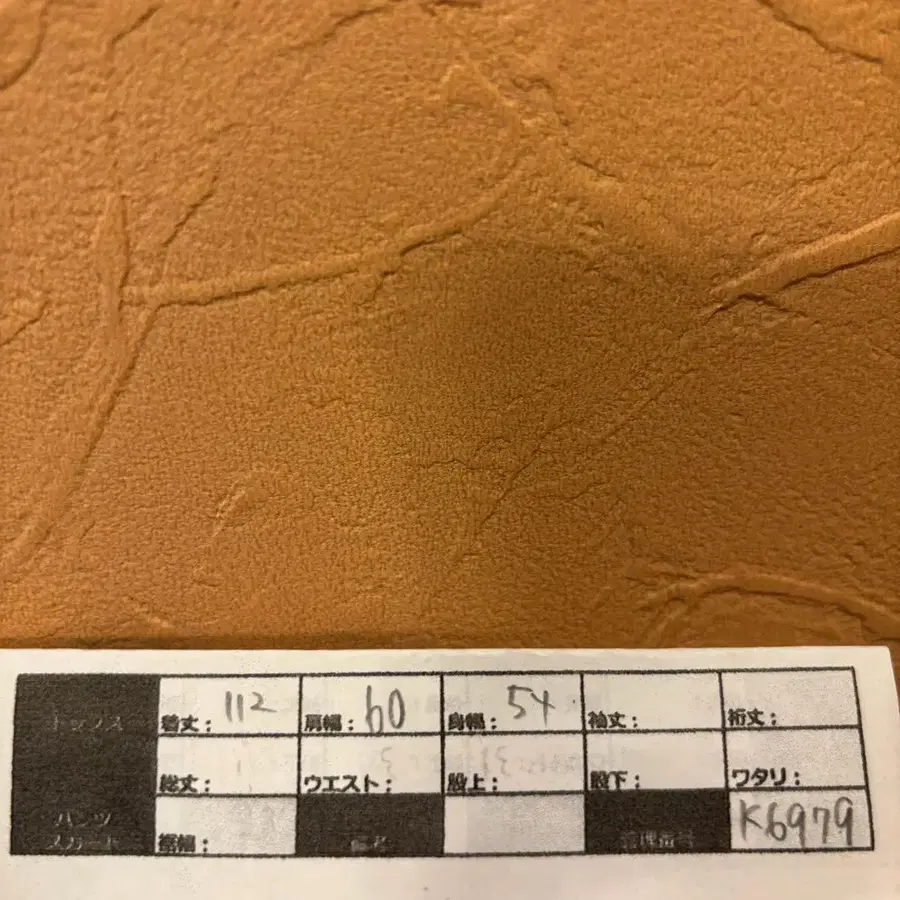 トップス 着丈: 112 肩幅: 60 身幅: 54 袖丈: 裄丈:
総丈: ウエスト: 股上: 股下: ワタリ:
パンツ
スカート 裾幅: 備考 管理番号 K6979